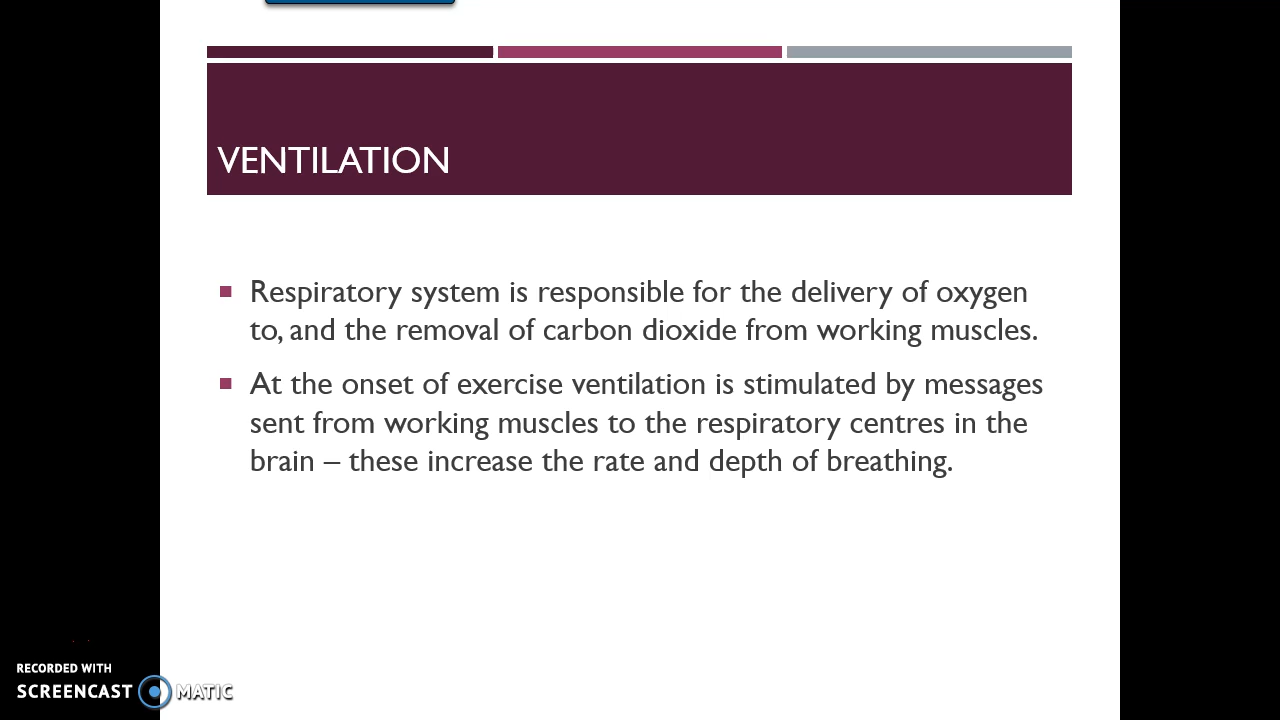 VENTILATION
Respiratory system is responsible for the delivery of oxygen
to, and the removal of carbon dioxide from working muscles.
At the onset of exercise ventilation is stimulated by messages
sent from working muscles to the respiratory centres in the
brain – these increase the rate and depth of breathing.
RECORDED WITH
SCREENCAST MATIC